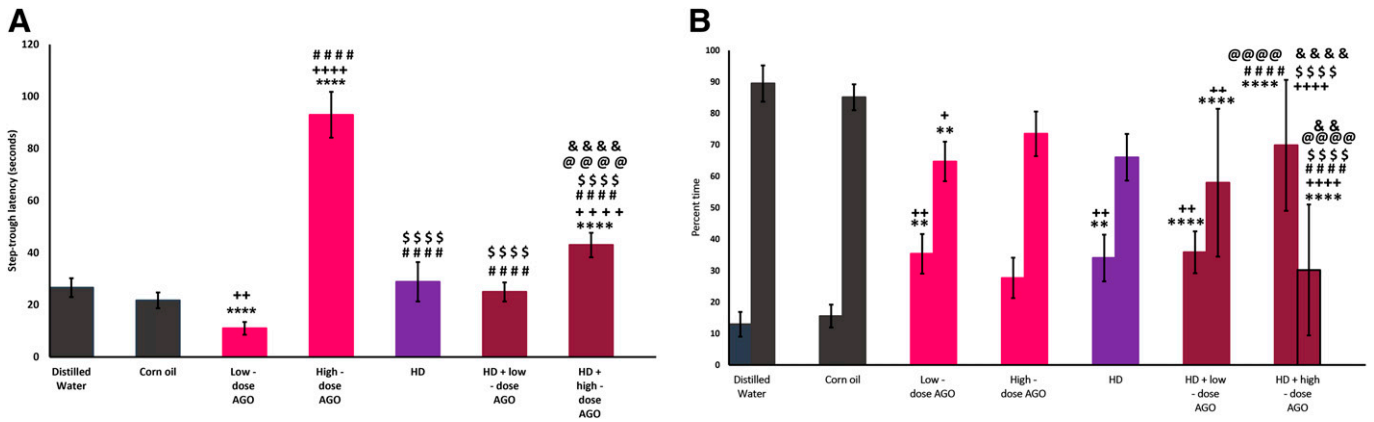 A
120
100
80
60
40
20
0
Step-trough latency (seconds)
++
****
# # # #
++++
****
$ $ $ $
# # # #
$ $ $ $
# # # #
& & & &
@ @ @ @
$ $ $ $
# # # #
+ + + +
****
Distilled
Water
Corn oil
Low -
dose
AGO
High -
dose
AGO
HD
HD + low
- dose
AGO
HD +
high -
dose
AGO
B
100
90
80
70
60
50
40
30
20
10
0
Percent time
++
**
+
**
++
**
++
****
++
****
@@@@ & & & &
# # # # $ $ $ $
**** ++++
& &
@@@@
$ $ $ $
# # # #
++++
****
Distilled
Water
Corn oil
Low -
dose AGO
High -
dose AGO
HD
HD + low
- dose
AGO
HD + high
- dose
AGO